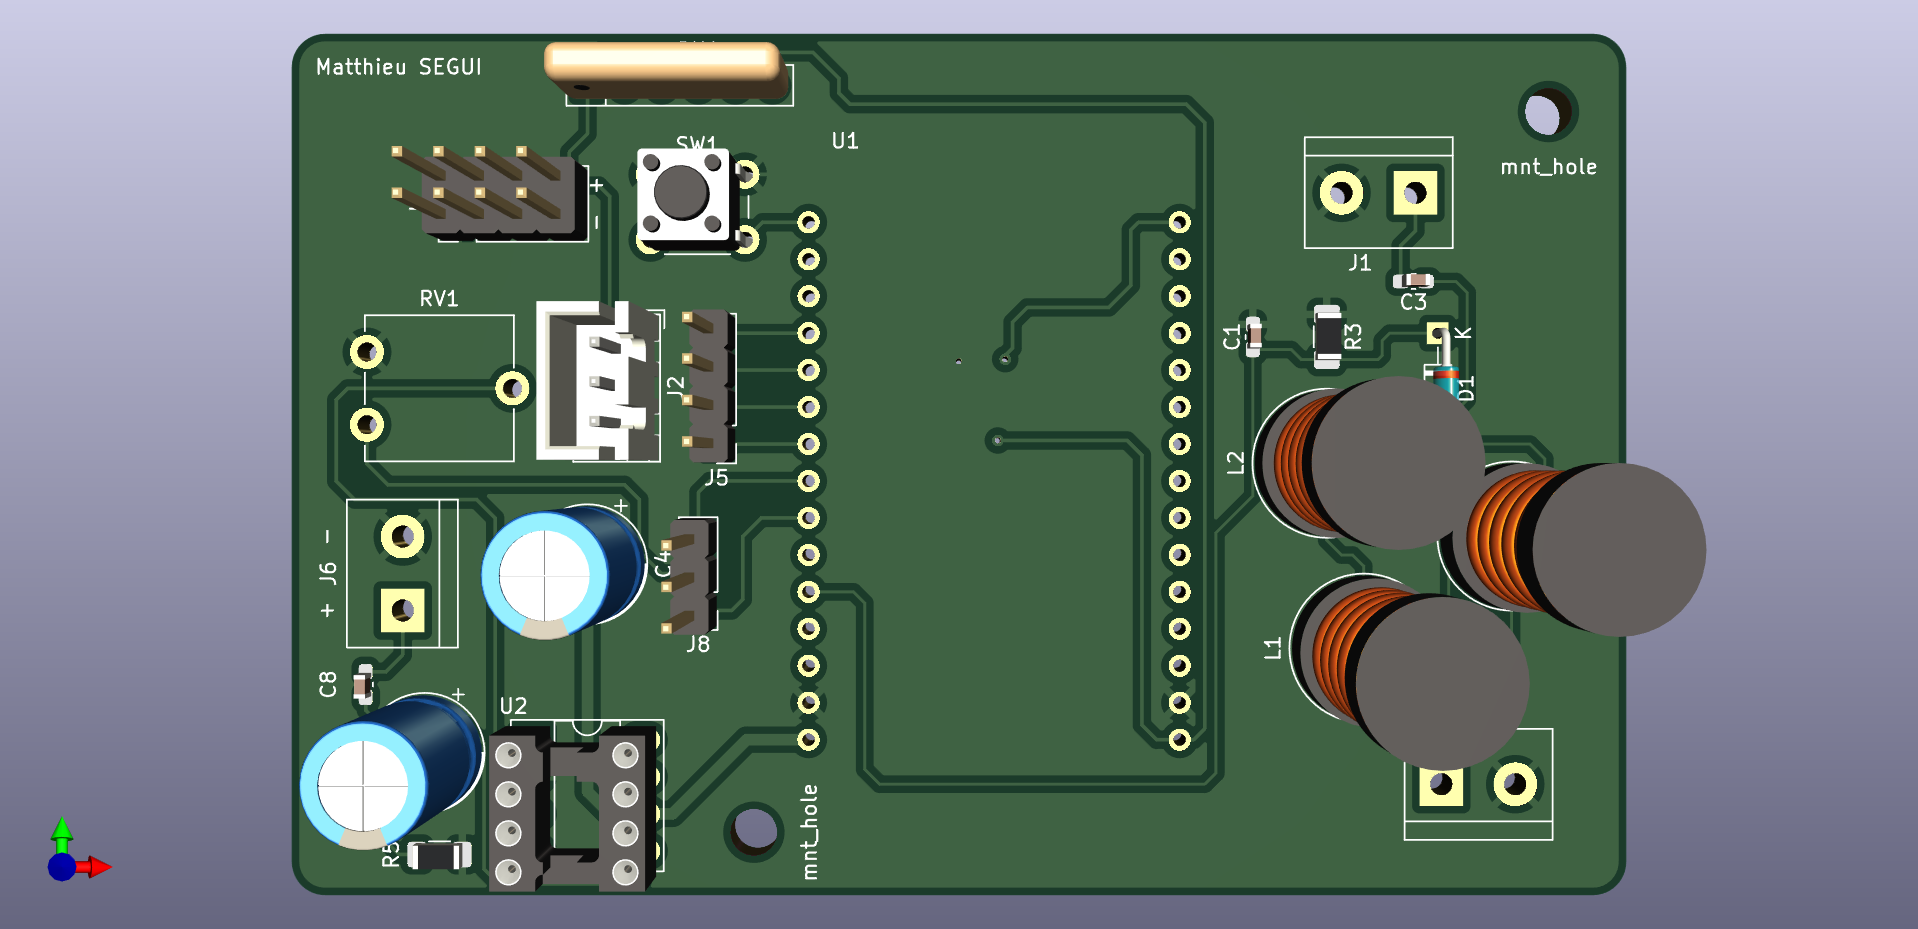 Matthieu SEGUI
SW1
U1
mnt_hole
+
-
J1
RV1
C3
C1
R3
K
J2
D1
L2
J5
+
-
J6
+
C4
L1
J8
C8
+
U2
mnt_hole
R5